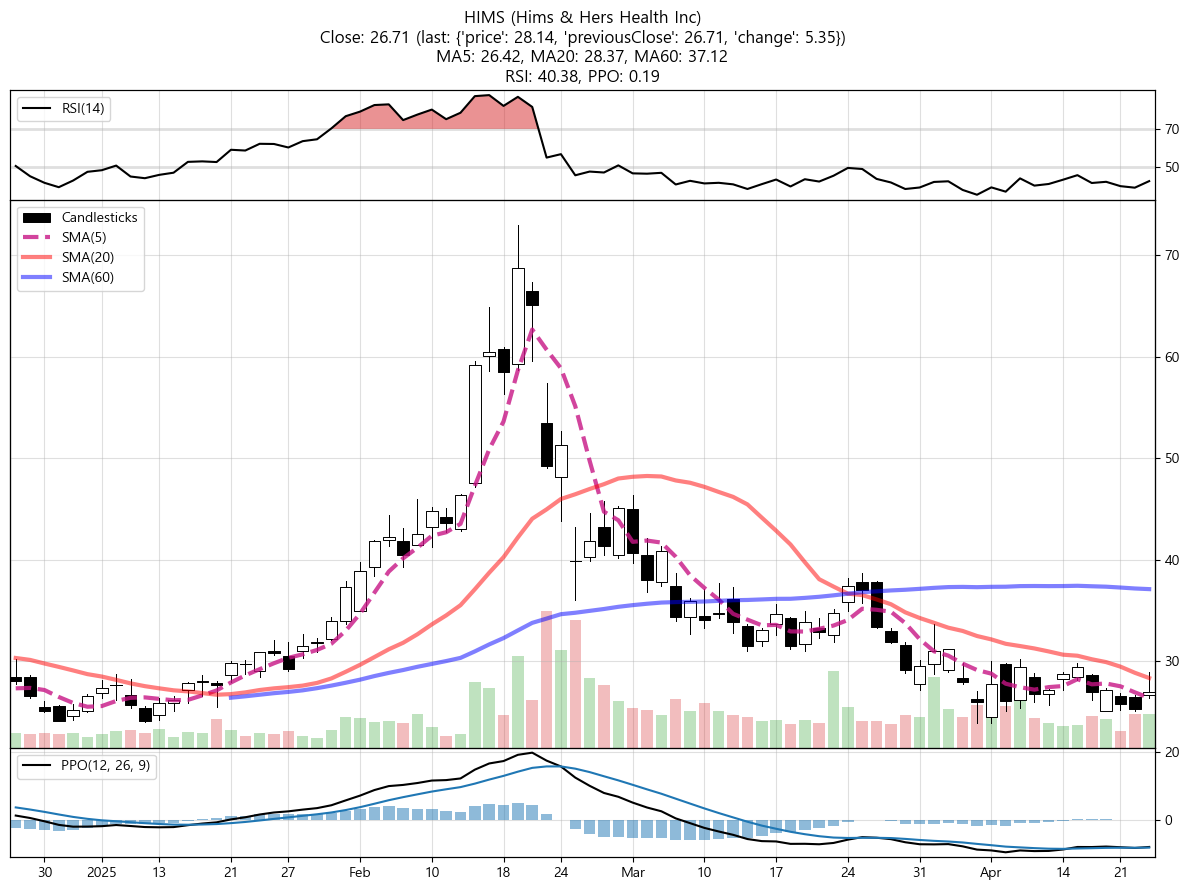 HIMS (Hims & Hers Health Inc)
Close: 26.71 (last: {'price': 28.14, 'previousClose': 26.71, 'change': 5.35})
MA5: 26.42, MA20: 28.37, MA60: 37.12
RSI: 40.38, PPO: 0.19
RSI(14)
70
50
Candlesticks
SMA(5)
SMA(20)
SMA(60)
70
60
50
40
30
20
PPO(12, 26, 9)
0
30 2025 13 21 27 Feb 10 18 24 Mar 10 17 24 31 Apr 14 21